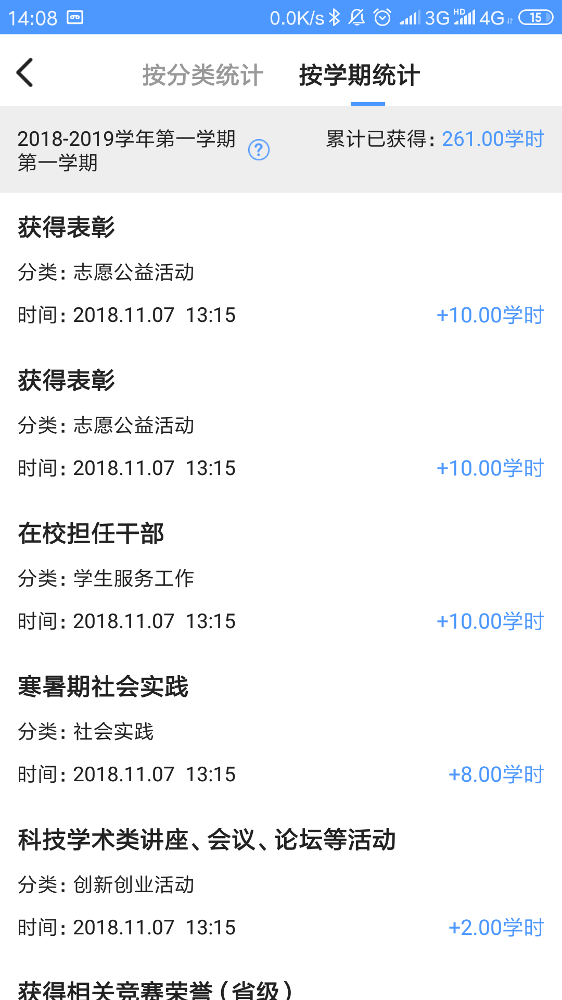 14:08 0.0K/s 3G HD 4G 15
按分类统计 按学期统计
2018-2019学年第一学期 累计已获得: 261.00学时
第一学期
?
获得表彰
分类: 志愿公益活动
时间: 2018.11.07 13:15 +10.00学时
获得表彰
分类: 志愿公益活动
时间: 2018.11.07 13:15 +10.00学时
在校担任干部
分类: 学生服务工作
时间: 2018.11.07 13:15 +10.00学时
寒暑期社会实践
分类: 社会实践
时间: 2018.11.07 13:15 +8.00学时
科技学术类讲座、会议、论坛等活动
分类: 创新创业活动
时间: 2018.11.07 13:15 +2.00学时
获得相关竞赛荣誉(省级)